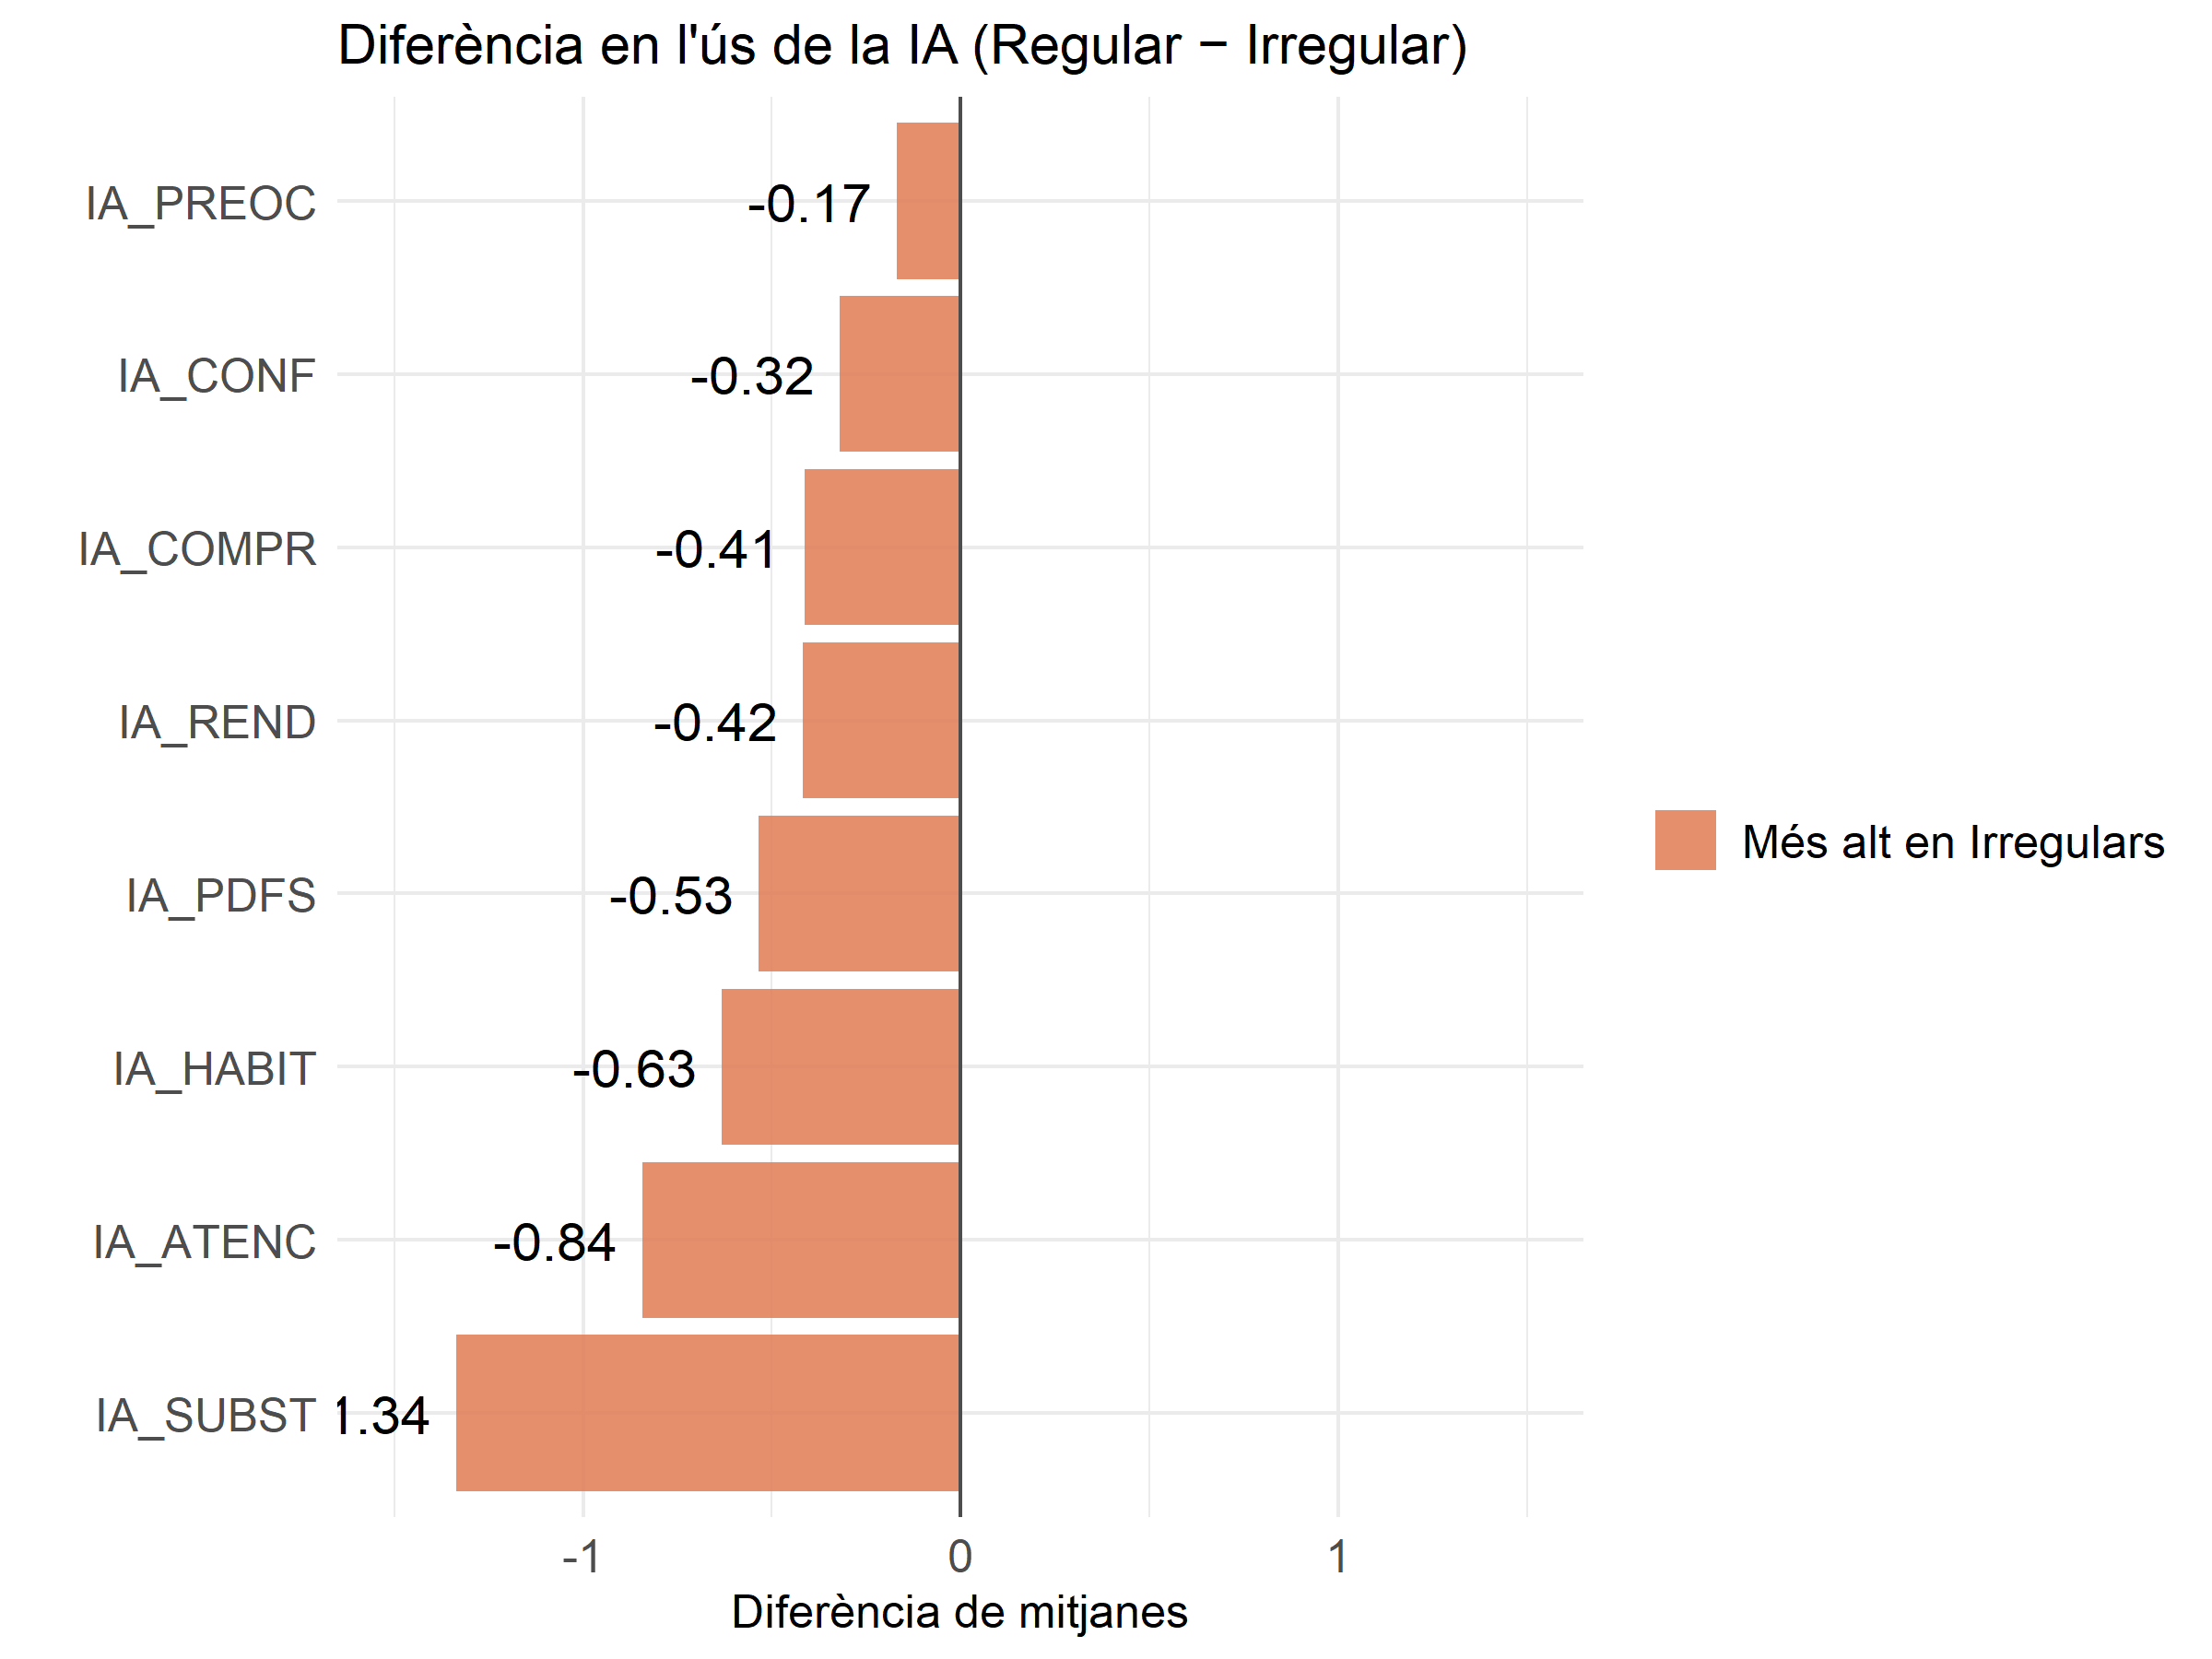 Diferència en l'ús de la IA (Regular − Irregular)
IA_PREOC
-0.17
IA_CONF
-0.32
IA_COMPR
-0.41
IA_REND
-0.42
IA_PDFS
-0.53
Més alt en Irregulars
IA_HABIT
-0.63
IA_ATENC
-0.84
IA_SUBST
1.34
-1 0 1
Diferència de mitjanes